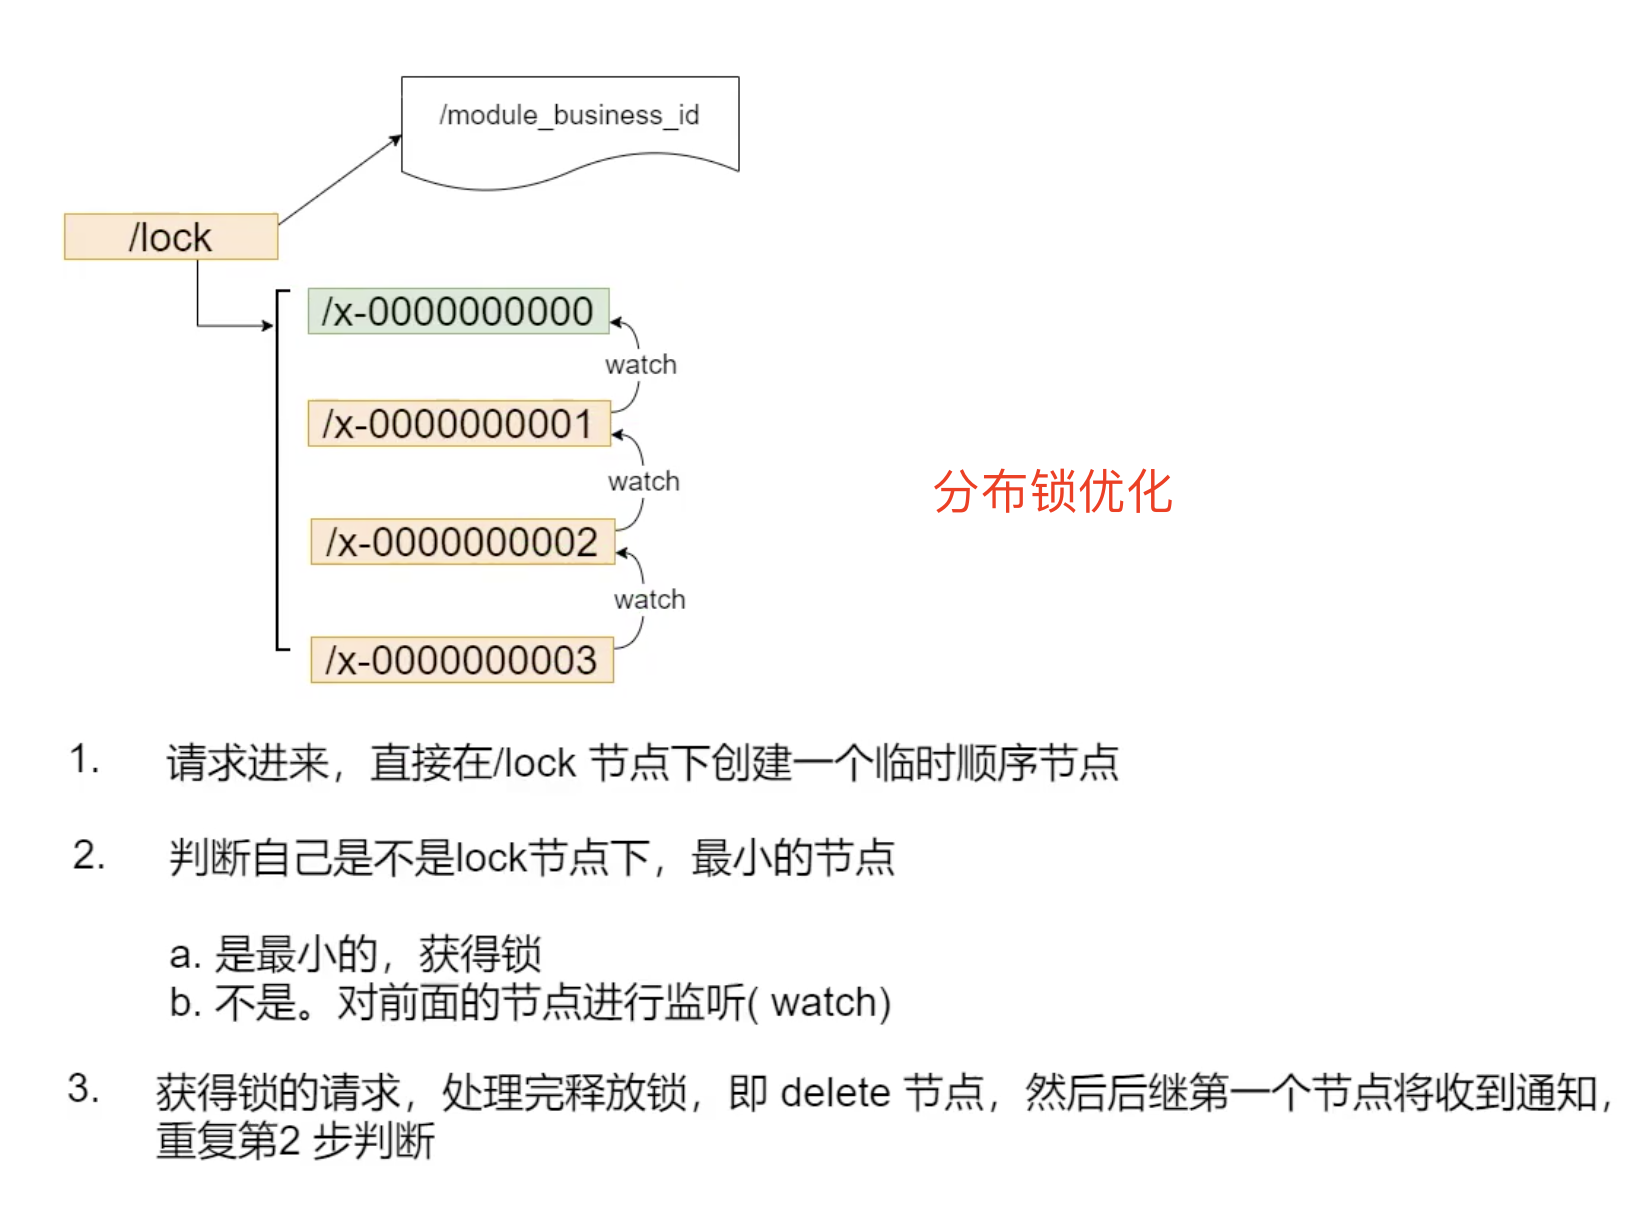 /module_business_id
/lock
/x-0000000000
watch
/x-0000000001
watch
分布锁优化
/x-0000000002
watch
/x-0000000003
1. 请求进来，直接在/lock 节点下创建一个临时顺序节点
2. 判断自己是不是lock节点下，最小的节点
a. 是最小的，获得锁
b. 不是。对前面的节点进行监听( watch)
3. 获得锁的请求，处理完释放锁，即 delete 节点，然后后继第一个节点将收到通知，
重复第2 步判断